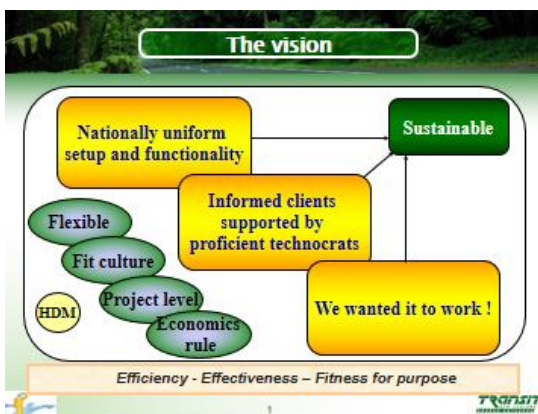 The vision
Nationally uniform
setup and functionality
Sustainable
Informed clients
supported by
proficient technocrats
Flexible
Fit culture
Project level
Economics
rule
HDM
We wanted it to work !
Efficiency - Effectiveness – Fitness for purpose
1
TRANSIT